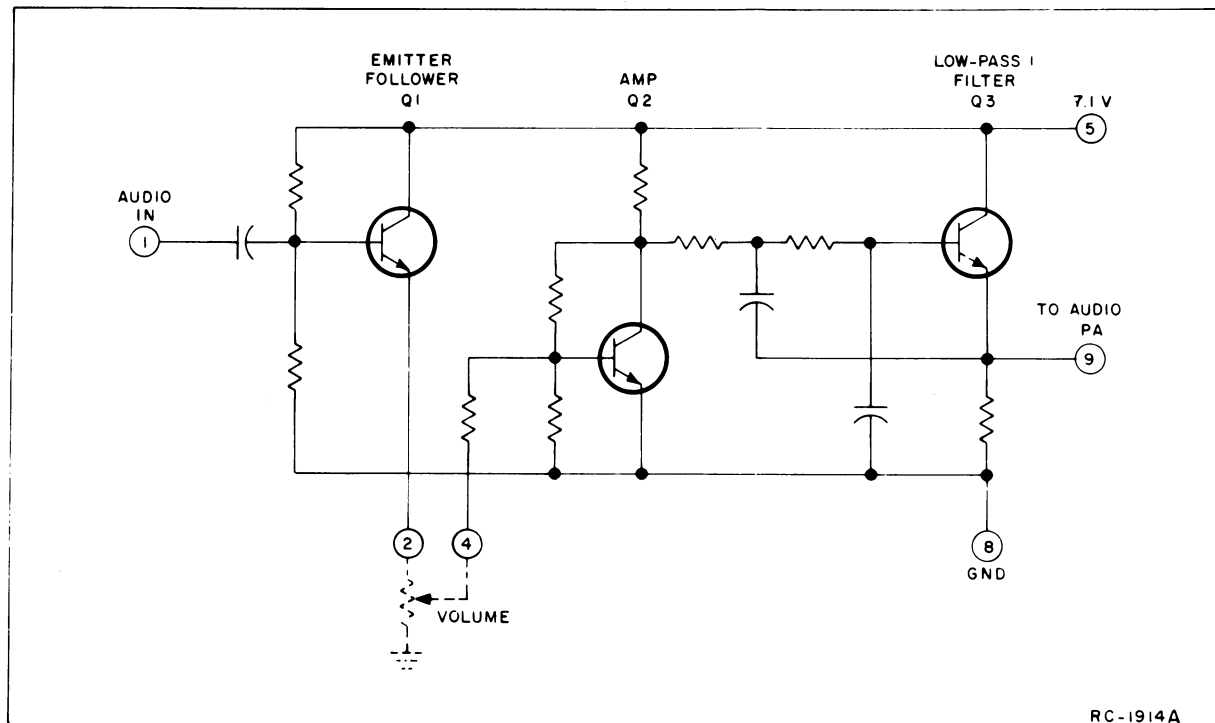 EMITTER
FOLLOWER
Q1
AMP
Q2
LOW-PASS
FILTER
Q3
7.1 V
5
AUDIO
IN
1
TO AUDIO
PA
9
2
4
8
GND
VOLUME
RC-1914A